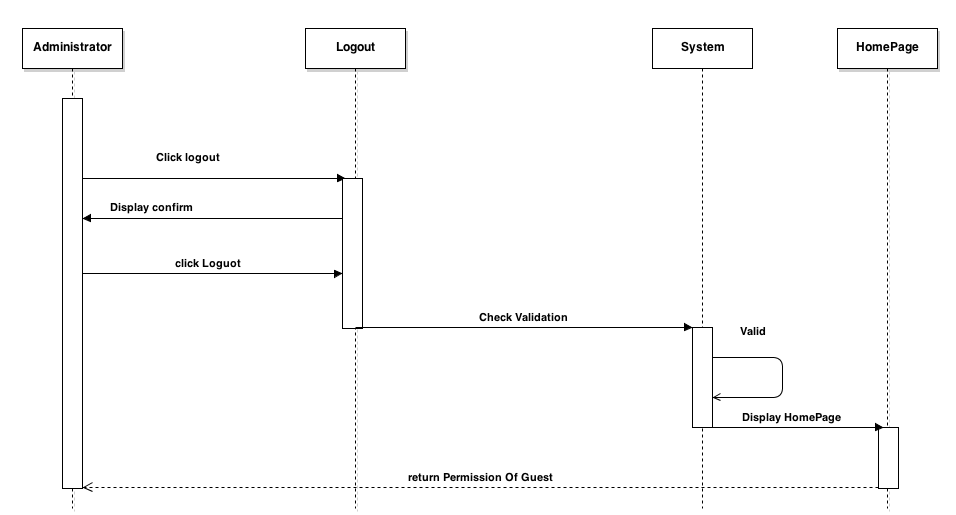 Administrator
Logout
System
HomePage
Click logout
Display confirm
click Loguot
Check Validation
Valid
Display HomePage
return Permission Of Guest